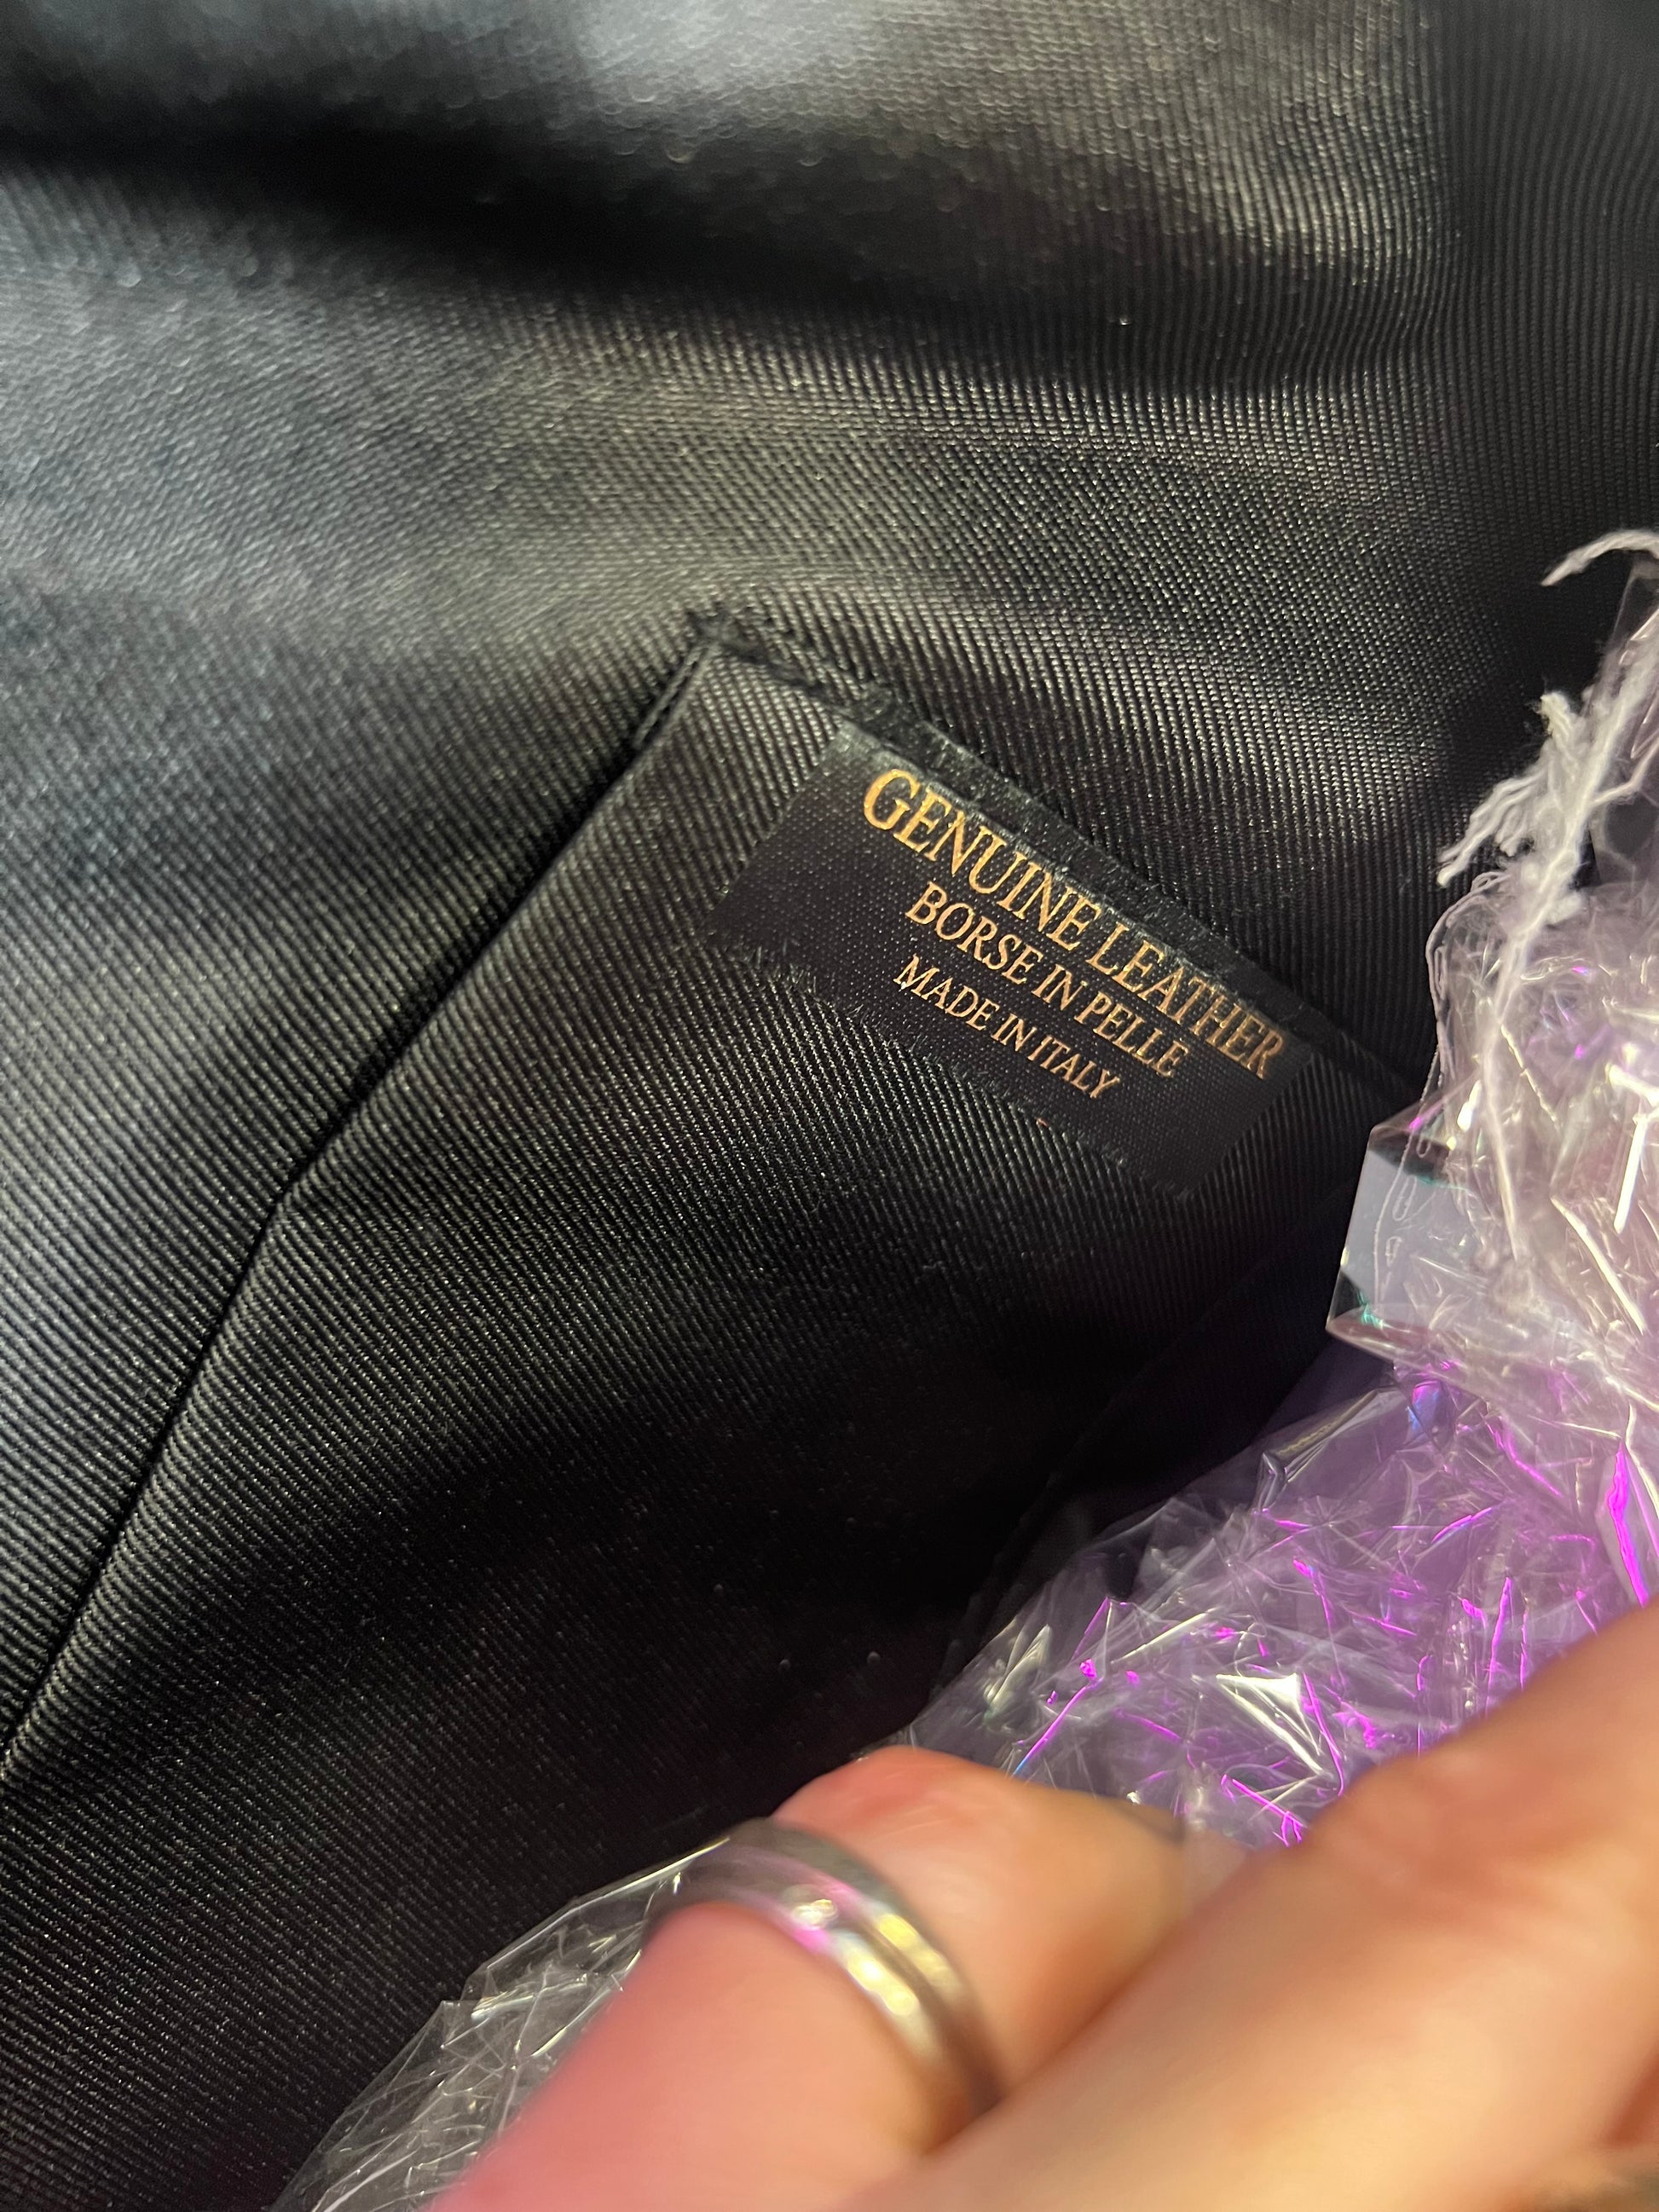 GENUINE LEATHER
BORSE IN PELLE
MADE IN ITALY